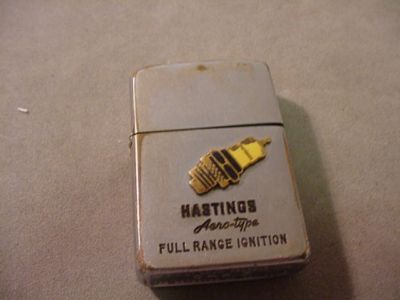 HASTINGS
Aero-type
FULL RANGE IGNITION